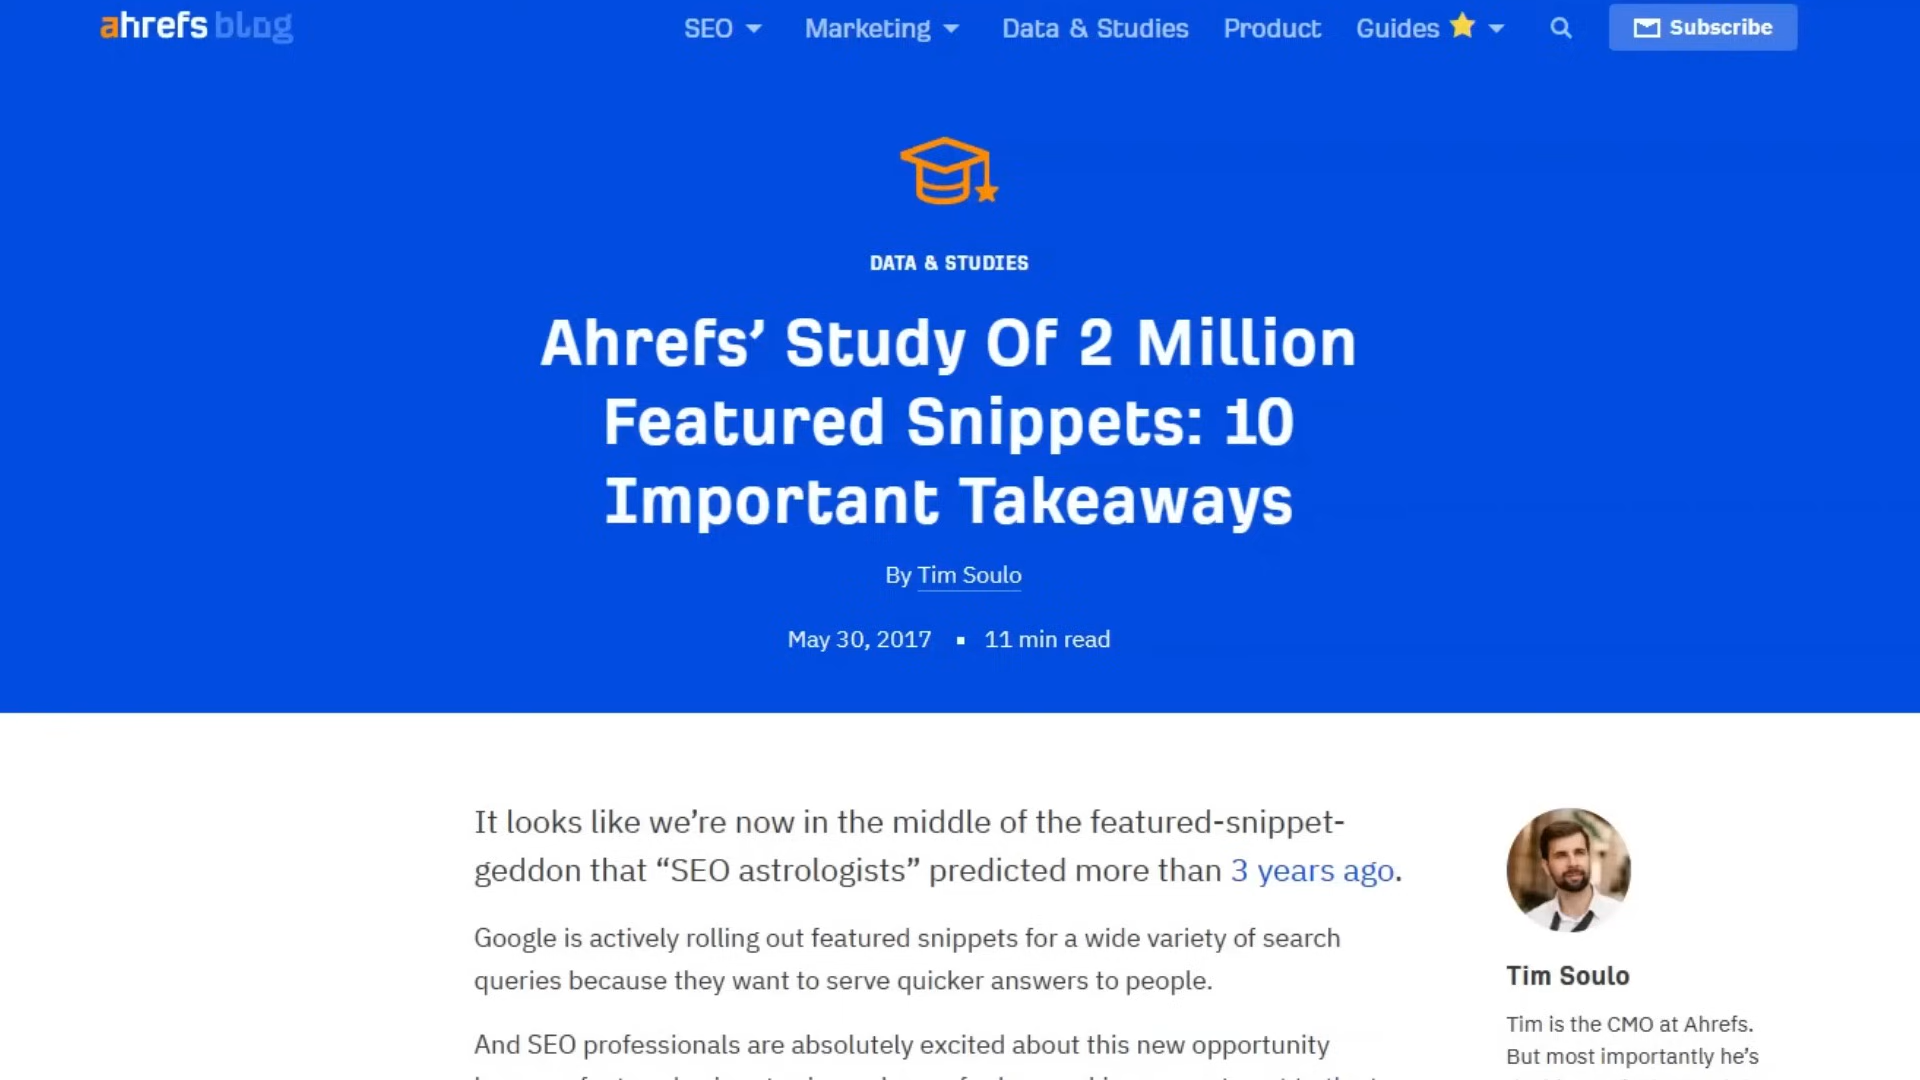 ahrefs blog
SEO
Marketing
Data & Studies
Product
Guides
Subscribe
DATA & STUDIES
Ahrefs’ Study Of 2 Million
Featured Snippets: 10
Important Takeaways
By Tim Soulo
May 30, 2017 ▪ 11 min read
It looks like we’re now in the middle of the featured-snippet-
geddon that “SEO astrologists” predicted more than 3 years ago.
Google is actively rolling out featured snippets for a wide variety of search
queries because they want to serve quicker answers to people.
And SEO professionals are absolutely excited about this new opportunity
Tim Soulo
Tim is the CMO at Ahrefs.
But most importantly he’s